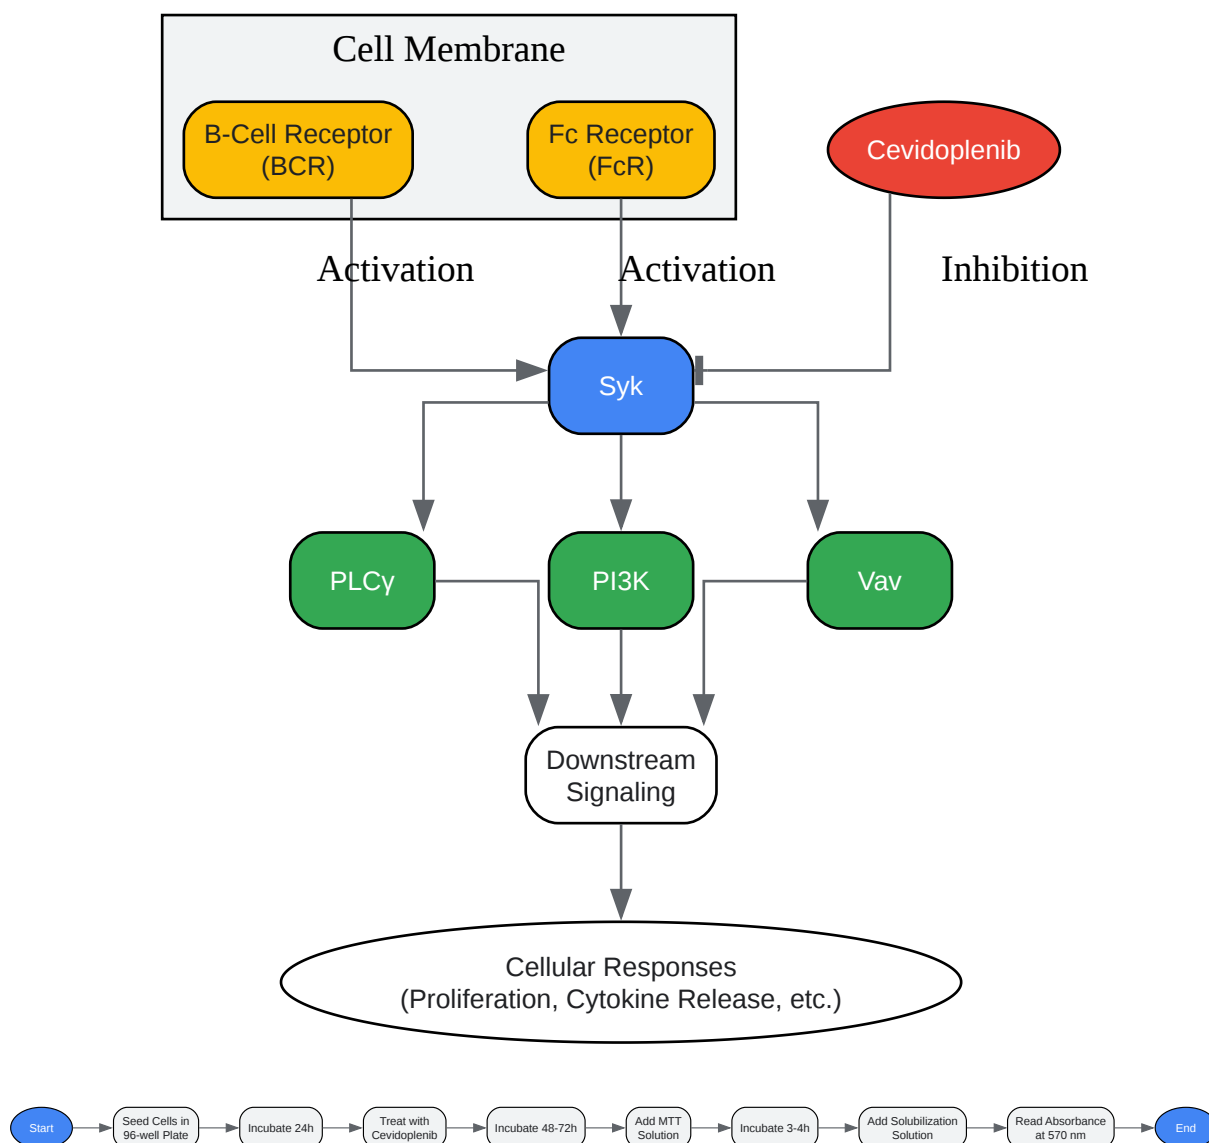 Cell Membrane
B-Cell Receptor
(BCR)
Fc Receptor
(FcR)
Cevidoplenib
Activation
Activation
Inhibition
Syk
PLCγ
PI3K
Vav
Downstream
Signaling
Cellular Responses
(Proliferation, Cytokine Release, etc.)
Start
Seed Cells in
96-well Plate
Incubate 24h
Treat with
Cevidoplenib
Incubate 48-72h
Add MTT
Solution
Incubate 3-4h
Add Solubilization
Solution
Read Absorbance
at 570 nm
End